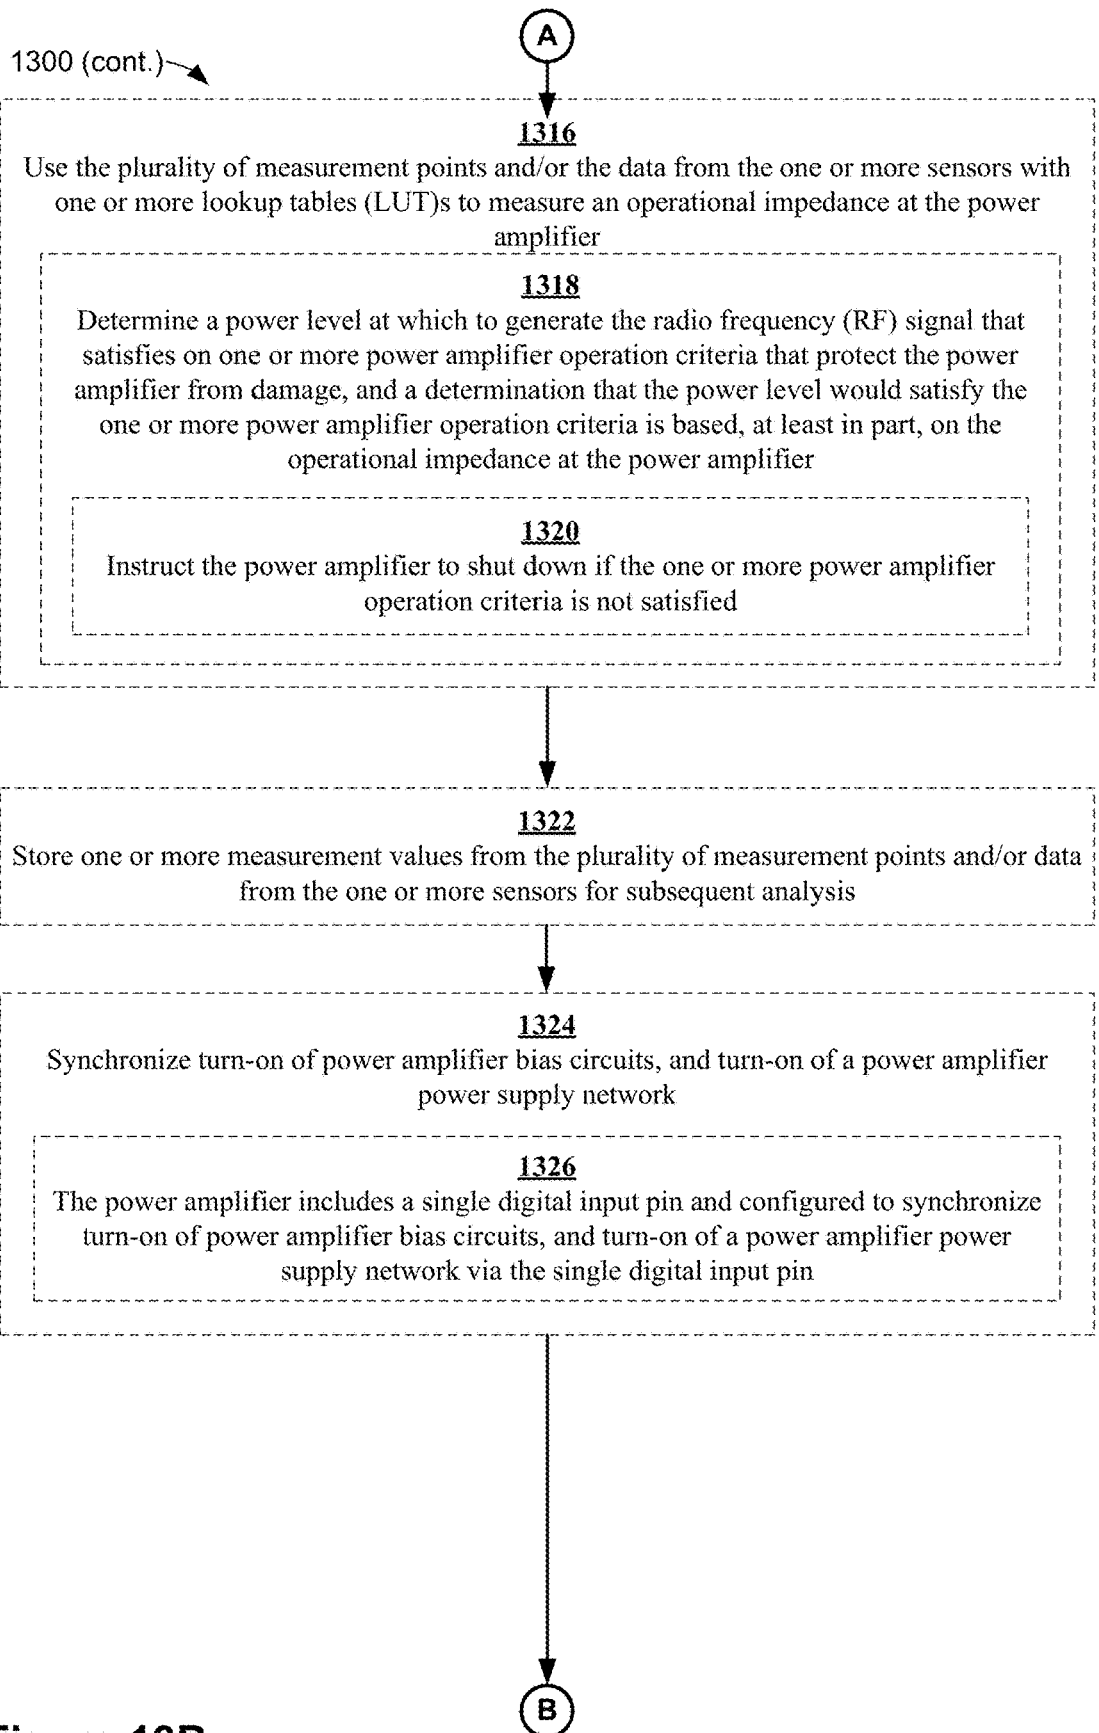 A
1300 (cont.)
1316
Use the plurality of measurement points and/or the data from the one or more sensors with
one or more lookup tables (LUT)s to measure an operational impedance at the power
amplifier
1318
Determine a power level at which to generate the radio frequency (RF) signal that
satisfies on one or more power amplifier operation criteria that protect the power
amplifier from damage, and a determination that the power level would satisfy the
one or more power amplifier operation criteria is based, at least in part, on the
operational impedance at the power amplifier
1320
Instruct the power amplifier to shut down if the one or more power amplifier
operation criteria is not satisfied
1322
Store one or more measurement values from the plurality of measurement points and/or data
from the one or more sensors for subsequent analysis
1324
Synchronize turn-on of power amplifier bias circuits, and turn-on of a power amplifier
power supply network
1326
The power amplifier includes a single digital input pin and configured to synchronize
turn-on of power amplifier bias circuits, and turn-on of a power amplifier power
supply network via the single digital input pin
B